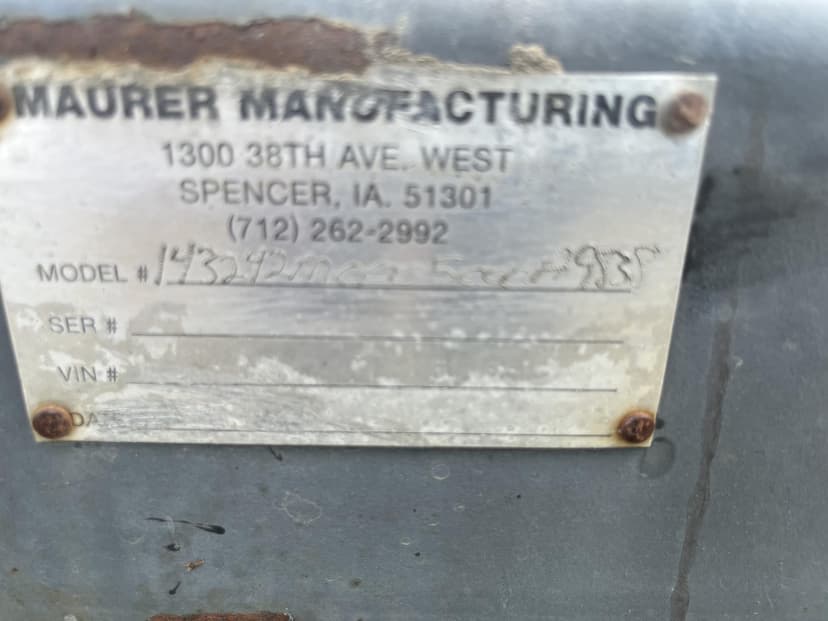 MAURER MANUFACTURING
1300 38TH AVE. WEST
SPENCER, IA. 51301
(712) 262-2992
MODEL #
SER #
VIN #